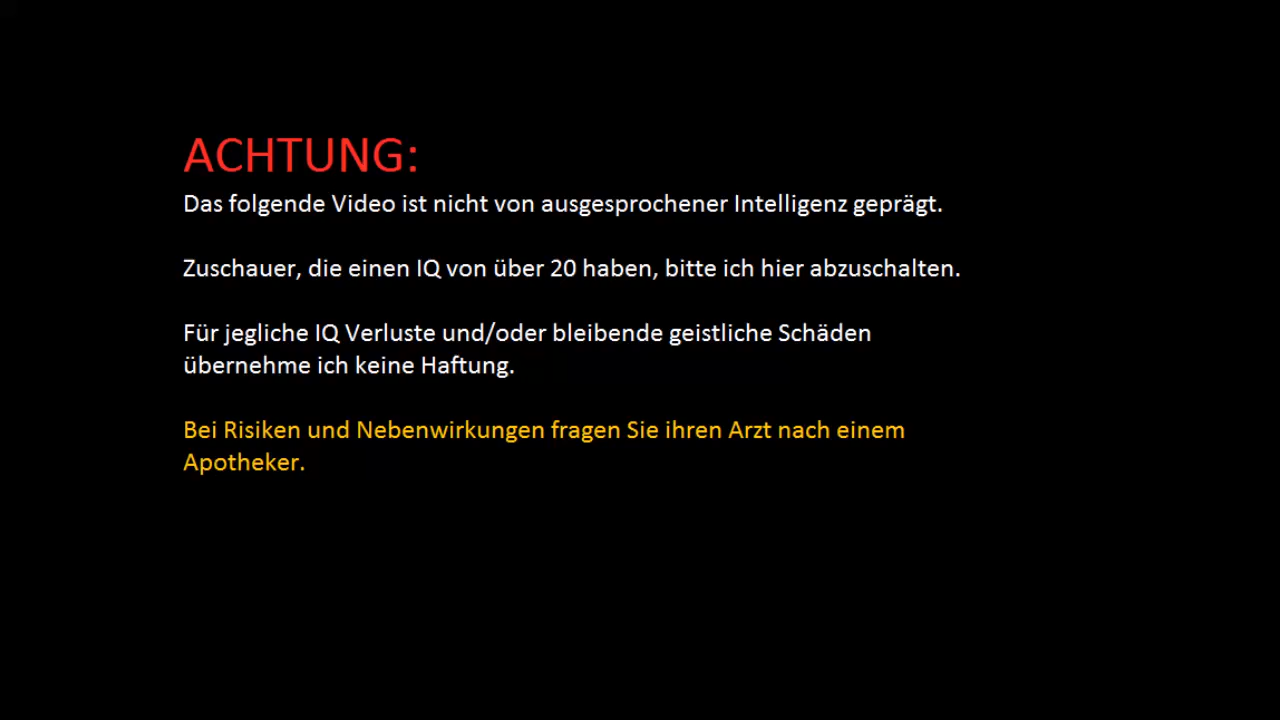 ACHTUNG:
Das folgende Video ist nicht von ausgesprochener Intelligenz geprägt.
Zuschauer, die einen IQ von über 20 haben, bitte ich hier abzuschalten.
Für jegliche IQ Verluste und/oder bleibende geistliche Schäden
übernehme ich keine Haftung.
Bei Risiken und Nebenwirkungen fragen Sie ihren Arzt nach einem
Apotheker.